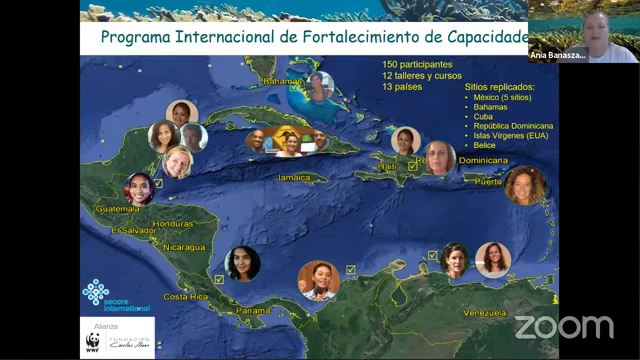 Programa Internacional de Fortalecimiento de Capacidade
Ania Banasza...
150 participantes
12 talleres y cursos
13 países
Sitios replicados:
• México (5 sitios)
• Bahamas
• Cuba
• República Dominicana
• Islas Vírgenes (EUA)
• Belice
Bahamas
Haiti
Re
Dominicana
Jamaica
Puerto
Guatemala
Honduras
El Salvador
Nicaragua
Costa Rica
Panama
Venezuela
secore
international
Alianza
WWF
FUNDACIÓN
Carlos Slim
zoom